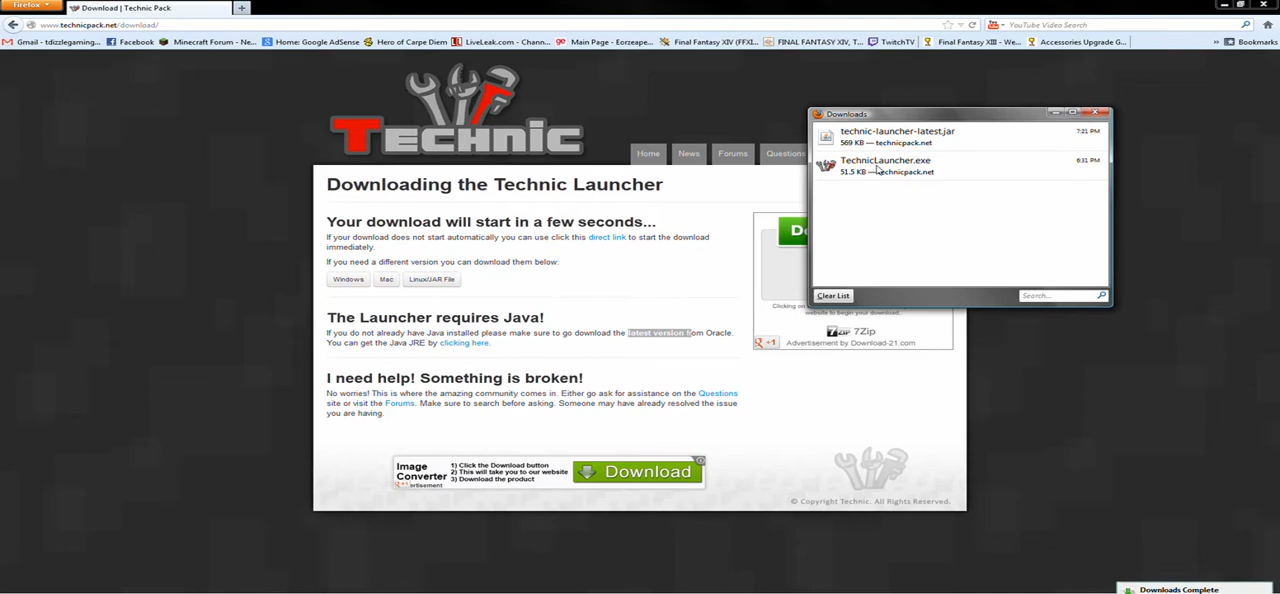 Firefox
Download | Technic Pack
www.technicpack.net/download/
YouTube Video Search
Gmail - tdizzlegaming...
Facebook
Minecraft Forum - Ne...
Home: Google AdSense
Hero of Carpe Diem
LiveLeak.com - Chann...
Main Page - Eorzeape...
Final Fantasy XIV (FFXI...
FINAL FANTASY XIV, T...
TwitchTV
Final Fantasy XIII - We...
Accessories Upgrade G...
Bookmarks
TECHNIC
Home
News
Forums
Questions
Downloads
technic-launcher-latest.jar
7:21 PM
569 KB — technicpack.net
TechnicLauncher.exe
6:31 PM
51.5 KB — technicpack.net
Clear List
Search...
Downloading the Technic Launcher
Your download will start in a few seconds...
If your download does not start automatically you can use click this direct link to start the download
immediately.
If you need a different version you can download them below:
Windows
Mac
Linux/JAR File
The Launcher requires Java!
If you do not already have Java installed please make sure to go download the latest version from Oracle.
You can get the Java JRE by clicking here.
I need help! Something is broken!
No worries! This is where the amazing community comes in. Either go ask for assistance on the Questions
site or visit the Forums. Make sure to search before asking. Someone may have already resolved the issue
you are having.
Clicking on
website to begin your download.
7Zip
+1
Advertisement by Download-21.com
Image
Converter
1) Click the Download button
2) This will take you to our website
3) Download the product
Download
© Copyright Technic. All Rights Reserved.
Downloads Complete